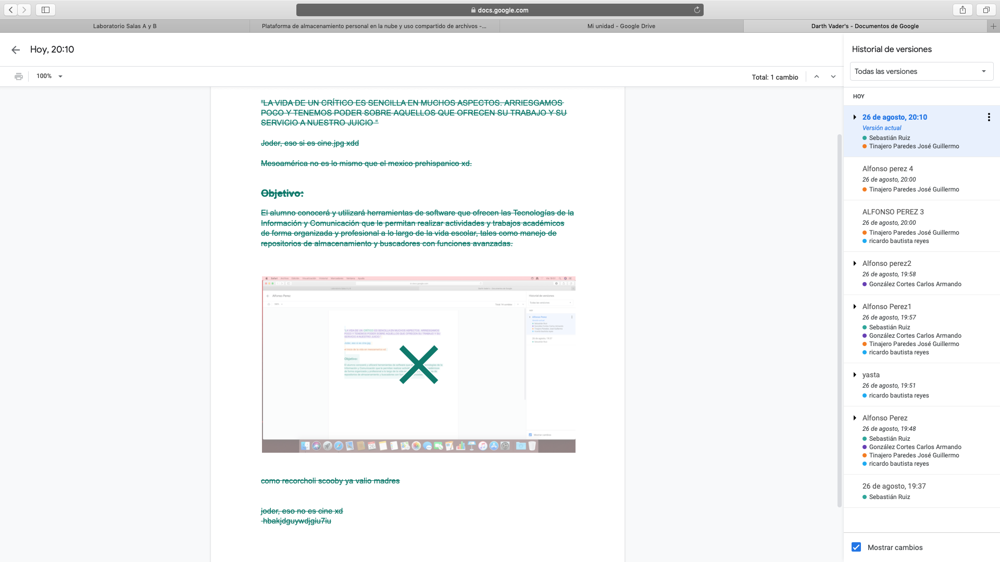 docs.google.com
Laboratorio Salas A y B
Plataforma de almacenamiento personal en la nube y uso compartido de archivos -...
Mi unidad - Google Drive
Darth Vader's - Documentos de Google
Hoy, 20:10
100%
Total: 1 cambio
“LA VIDA DE UN CRÍTICO ES SENCILLA EN MUCHOS ASPECTOS. ARRIESGAMOS
POCO Y TENEMOS PODER SOBRE AQUELLOS QUE OFRECEN SU TRABAJO Y SU
SERVICIO A NUESTRO JUICIO “
Joder, eso si es cine.jpg xdd
Mesoamérica no es lo mismo que el mexico prehispanico xd.
Objetivo:
El alumno conocerá y utilizará herramientas de software que ofrecen las Tecnologías de la
Información y Comunicación que le permitan realizar actividades y trabajos académicos
de forma organizada y profesional a lo largo de la vida escolar, tales como manejo de
repositorios de almacenamiento y buscadores con funciones avanzadas.
Alfonso Perez
Historial de versiones
Objetivo:
Mostrar cambios
como recorcholi scooby ya valio madres
joder, eso no es cine xd
hbakjdguywdjgiu7iu
Historial de versiones
Todas las versiones
HOY
26 de agosto, 20:10
Versión actual
Sebastián Ruiz
Tinajero Paredes José Guillermo
Alfonso perez 4
26 de agosto, 20:00
Tinajero Paredes José Guillermo
ALFONSO PEREZ 3
26 de agosto, 20:00
Tinajero Paredes José Guillermo
ricardo bautista reyes
Alfonso perez2
26 de agosto, 19:58
González Cortes Carlos Armando
Alfonso Perez1
26 de agosto, 19:57
Sebastián Ruiz
González Cortes Carlos Armando
Tinajero Paredes José Guillermo
ricardo bautista reyes
yasta
26 de agosto, 19:51
ricardo bautista reyes
Alfonso Perez
26 de agosto, 19:48
Sebastián Ruiz
González Cortes Carlos Armando
Tinajero Paredes José Guillermo
ricardo bautista reyes
26 de agosto, 19:37
Sebastián Ruiz
Mostrar cambios